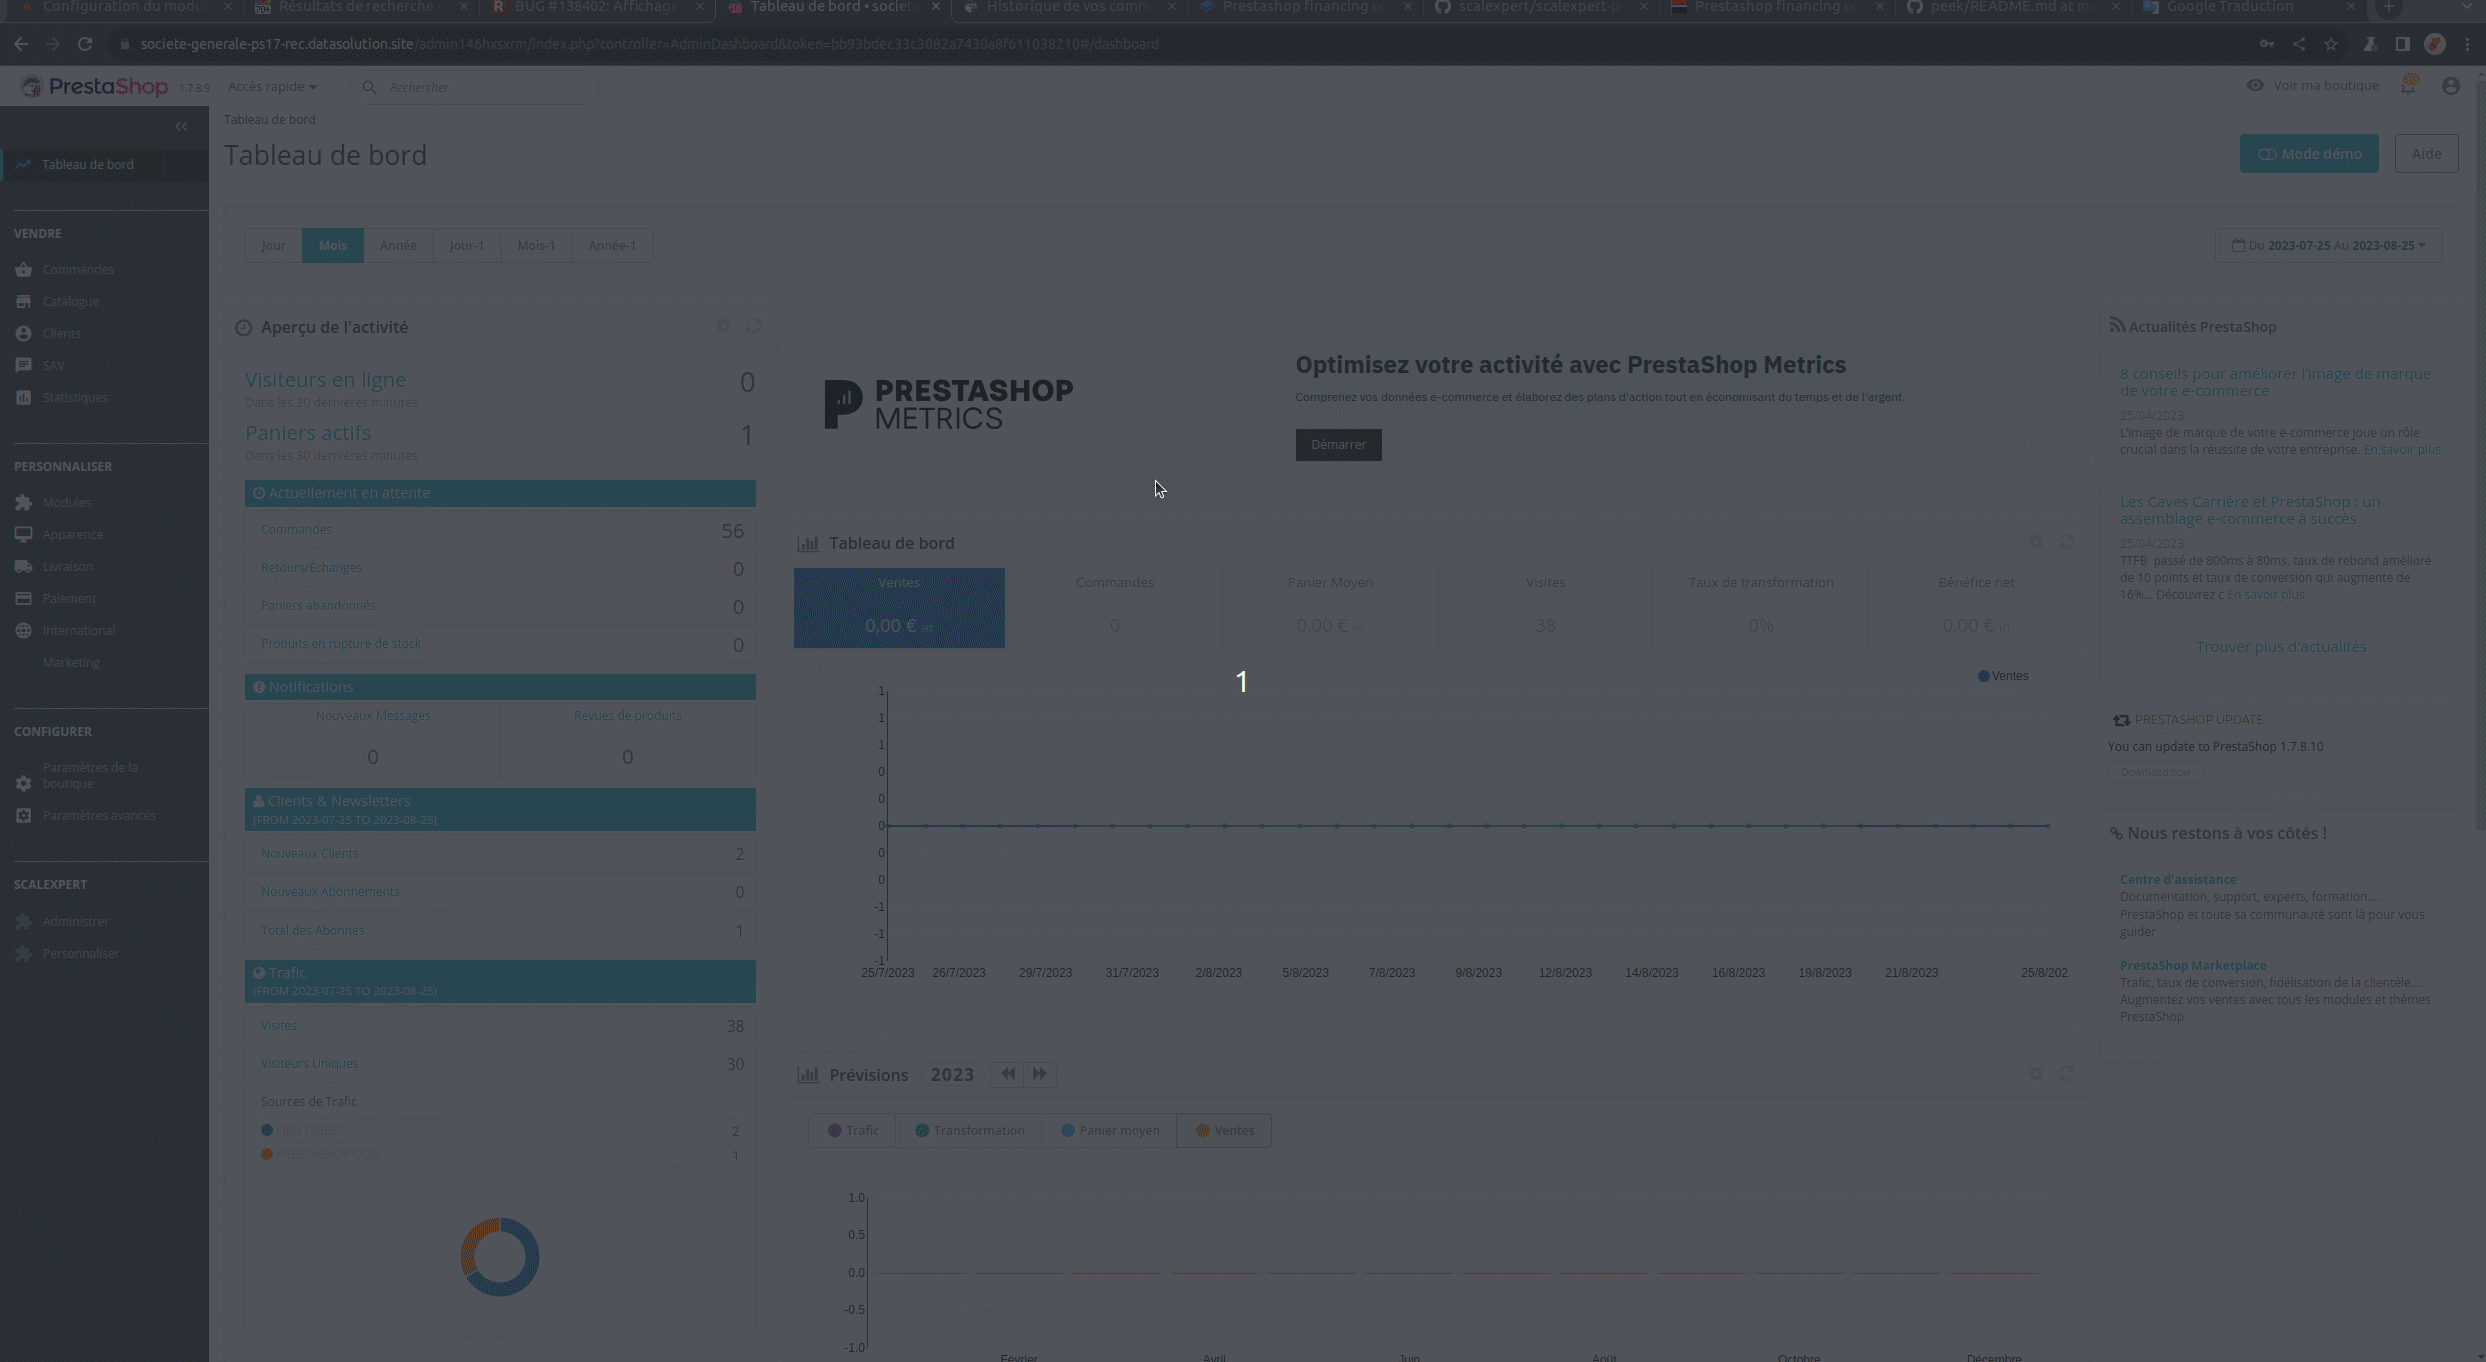 Configuration du modu
Résultats de recherche
BUG #138402: Affichage
Tableau de bord • societ
Historique de vos comm
Prestashop financing re
scalexpert/scalexpert-p
Prestashop financing re
peek/README.md at m
Google Traduction
societe-generale-ps17-rec.datasolution.site/admin146hxsxrm/index.php?controller=AdminDashboard&token=bb93bdec33c3082a7430a8f611038210#/dashboard
PrestaShop 1.7.8.9
Accès rapide
Rechercher
Voir ma boutique
Tableau de bord
Tableau de bord
Mode démo
Aide
Tableau de bord
VENDRE
Commandes
Catalogue
Clients
SAV
Statistiques
PERSONNALISER
Modules
Apparence
Livraison
Paiement
International
Marketing
CONFIGURER
Paramètres de la
boutique
Paramètres avancés
SCALEXPERT
Administrer
Personnaliser
Jour Mois Année Jour-1 Mois-1 Année-1
Du 2023-07-25 Au 2023-08-25
Aperçu de l'activité
Visiteurs en ligne 0
Dans les 30 dernières minutes
Paniers actifs 1
Dans les 30 dernières minutes
Actuellement en attente
Commandes 56
Retours/Échanges 0
Paniers abandonnés 0
Produits en rupture de stock 0
Notifications
Nouveaux Messages Revues de produits
0 0
Clients & Newsletters
(FROM 2023-07-25 TO 2023-08-25)
Nouveaux Clients 2
Nouveaux Abonnements 0
Total des Abonnés 1
Trafic
(FROM 2023-07-25 TO 2023-08-25)
Visites 38
Visiteurs Uniques 30
Sources de Trafic
LIEN DIRECT 2
PRESTASHOP.COM 1
PRESTASHOP
METRICS
Optimisez votre activité avec PrestaShop Metrics
Comprenez vos données e-commerce et élaborez des plans d'action tout en économisant du temps et de l'argent.
Démarrer
Tableau de bord
Ventes Commandes Panier Moyen Visites Taux de transformation Bénéfice net
0,00 € HT 0 0,00 € HT 38 0% 0,00 € HT
Ventes
1
1
1
1
0
0
0
0
0
-1
-1
-1
25/7/2023 26/7/2023 29/7/2023 31/7/2023 2/8/2023 5/8/2023 7/8/2023 9/8/2023 12/8/2023 14/8/2023 16/8/2023 19/8/2023 21/8/2023 25/8/202
Prévisions 2023
Trafic Transformation Panier moyen Ventes
1.0
0.5
0.0
-0.5
-1.0
Février Avril Juin Août Octobre Décembre
Actualités PrestaShop
8 conseils pour améliorer l'image de marque
de votre e-commerce
25/04/2023
L'image de marque de votre e-commerce joue un rôle
crucial dans la réussite de votre entreprise. En savoir plus
Les Caves Carrière et PrestaShop : un
assemblage e-commerce à succès
25/04/2023
TTFB passé de 800ms à 80ms, taux de rebond amélioré
de 10 points et taux de conversion qui augmente de
16%... Découvrez c En savoir plus
Trouver plus d'actualités
PRESTASHOP UPDATE
You can update to PrestaShop 1.7.8.10
Download now
Nous restons à vos côtés !
Centre d'assistance
Documentation, support, experts, formation....
PrestaShop et toute sa communauté sont là pour vous
guider
PrestaShop Marketplace
Trafic, taux de conversion, fidélisation de la clientèle....
Augmentez vos ventes avec tous les modules et thèmes
PrestaShop